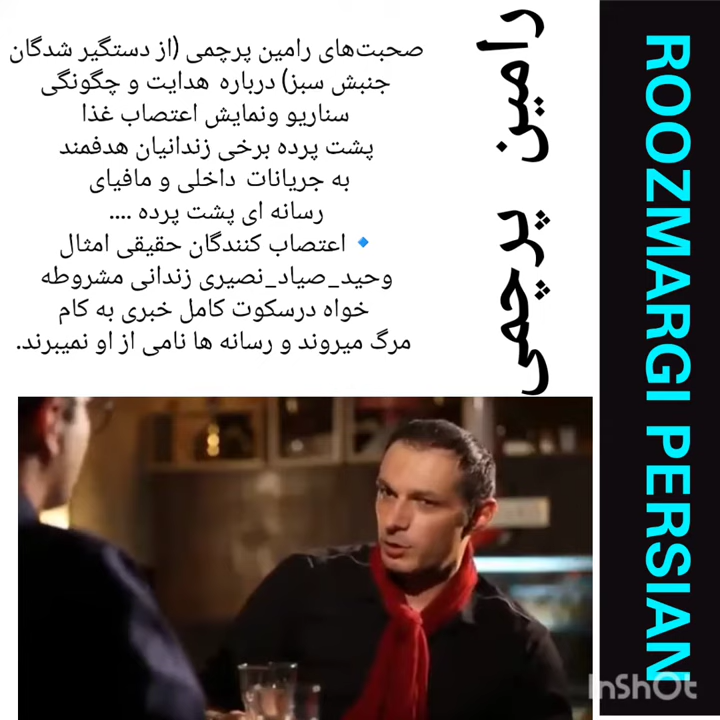 صحبت‌های رامین پرچمی (از دستگیر شدگان
جنبش سبز) درباره هدایت و چگونگی
سناریو ونمایش اعتصاب غذا
پشت پرده برخی زندانیان هدفمند
به جریانات داخلی و مافیای
رسانه ای پشت پرده ....
🔹 اعتصاب کنندگان حقیقی امثال
وحید_صیاد_نصیری زندانی مشروطه
خواه درسکوت کامل خبری به کام
مرگ میروند و رسانه ها نامی از او نمیبرند.
رامین پرچمی
ROOZMARGI PERSIAN
InShOt